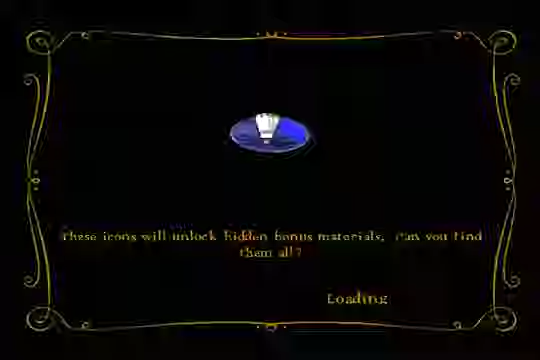 These icons will unlock hidden bonus materials, can you find
them all?
Loading